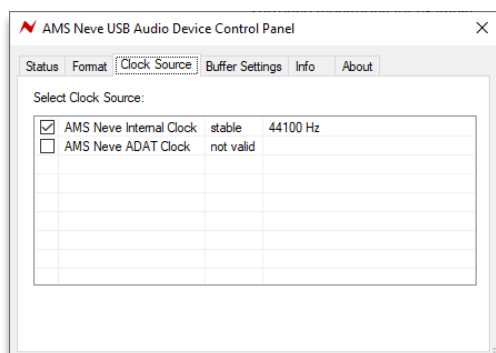 AMS Neve USB Audio Device Control Panel
Status Format Clock Source Buffer Settings Info About
Select Clock Source:
AMS Neve Internal Clock stable 44100 Hz
AMS Neve ADAT Clock not valid